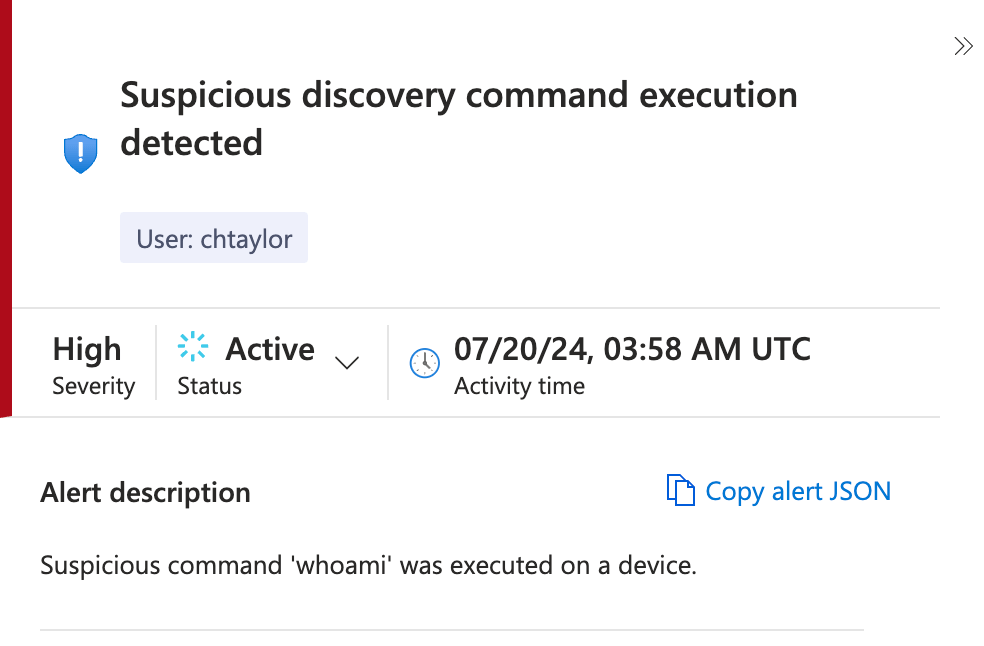 Suspicious discovery command execution
detected
User: chtaylor
High
Severity
Active
Status
07/20/24, 03:58 AM UTC
Activity time
Alert description
Copy alert JSON
Suspicious command 'whoami' was executed on a device.